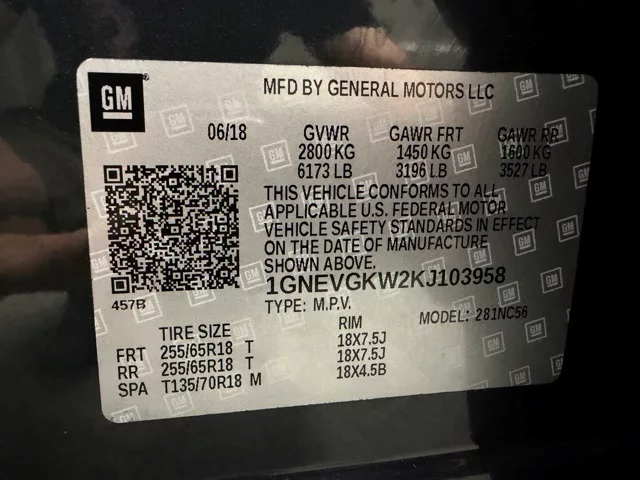 GM
MFD BY GENERAL MOTORS LLC
06/18 GVWR GAWR FRT GAWR RR
2800 KG 1450 KG 1600 KG
6173 LB 3196 LB 3527 LB
THIS VEHICLE CONFORMS TO ALL
APPLICABLE U.S. FEDERAL MOTOR
VEHICLE SAFETY STANDARDS IN EFFECT
ON THE DATE OF MANUFACTURE
SHOWN ABOVE.
1GNEVGKW2KJ103958
457B
TYPE: M.P.V. MODEL: 281NC56
TIRE SIZE RIM
FRT 255/65R18 T 18X7.5J
RR 255/65R18 T 18X7.5J
SPA T135/70R18 M 18X4.5B